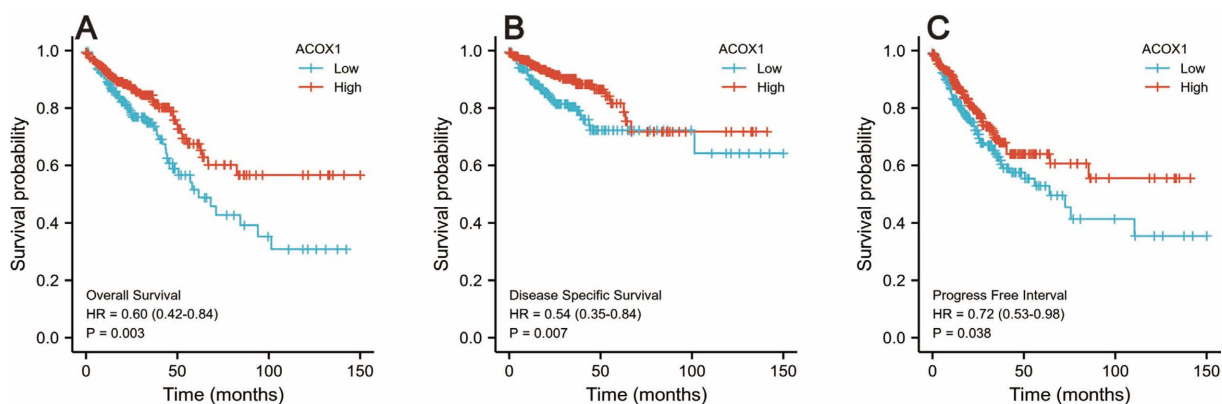 A
ACOX1
Low
High
1.0
0.8
0.6
0.4
0.2
0.0
Survival probability
Overall Survival
HR = 0.60 (0.42-0.84)
P = 0.003
0 50 100 150
Time (months)
B
ACOX1
Low
High
1.0
0.8
0.6
0.4
0.2
0.0
Survival probability
Disease Specific Survival
HR = 0.54 (0.35-0.84)
P = 0.007
0 50 100 150
Time (months)
C
ACOX1
Low
High
1.0
0.8
0.6
0.4
0.2
0.0
Survival probability
Progress Free Interval
HR = 0.72 (0.53-0.98)
P = 0.038
0 50 100 150
Time (months)